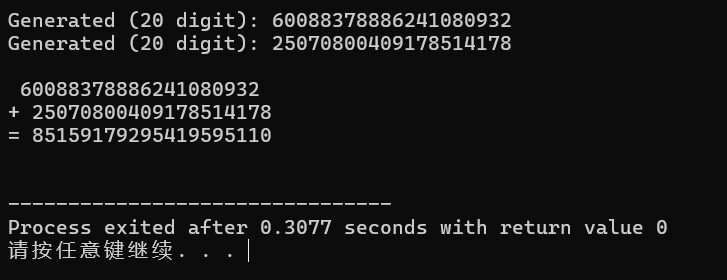 Generated (20 digit): 60088378886241080932
Generated (20 digit): 25070800409178514178
 60088378886241080932
+ 25070800409178514178
= 85159179295419595110
--------------------------------
Process exited after 0.3077 seconds with return value 0
请按任意键继续. . .